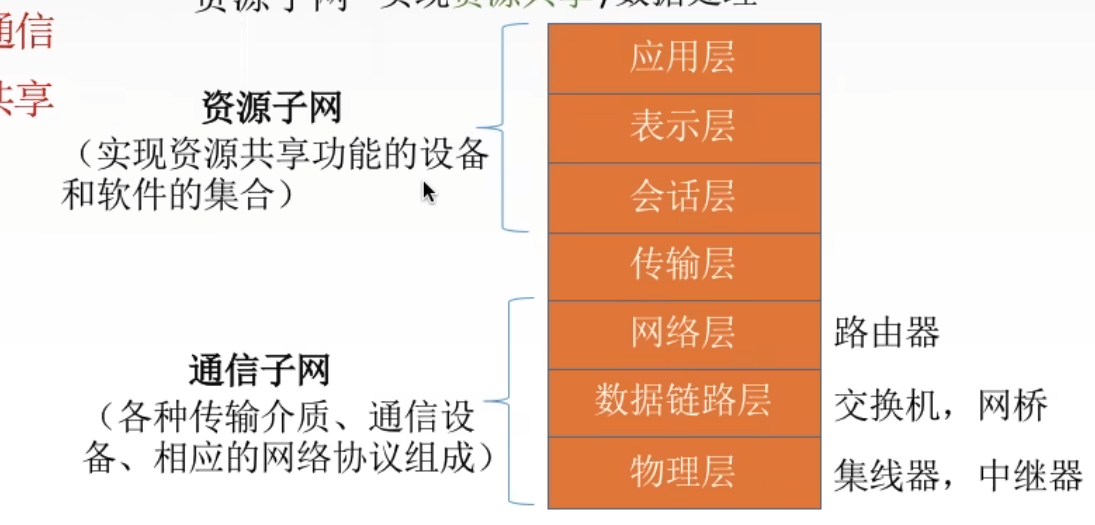 资源子网 实现资源共享/数据处理
通信
共享
应用层
表示层
会话层
传输层
网络层
数据链路层
物理层
资源子网
（实现资源共享功能的设备
和软件的集合）
通信子网
（各种传输介质、通信设
备、相应的网络协议组成）
路由器
交换机，网桥
集线器，中继器